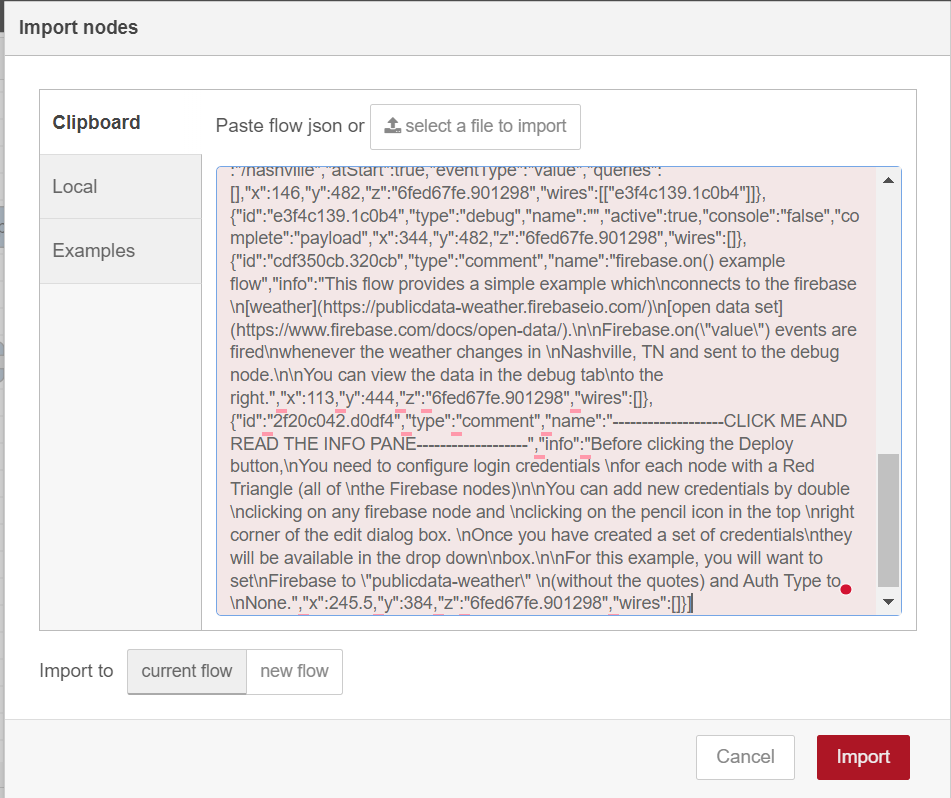 Import nodes
Clipboard
Local
Examples
Paste flow json or
select a file to import
:"/nashville","atStart":true,"eventType":"value","queries":
[],"x":146,"y":482,"z":"6fed67fe.901298","wires":[["e3f4c139.1c0b4"]]},
{"id":"e3f4c139.1c0b4","type":"debug","name":"","active":true,"console":"false","co
mplete":"payload","x":344,"y":482,"z":"6fed67fe.901298","wires":[]},
{"id":"cdf350cb.320cb","type":"comment","name":"firebase.on() example
flow","info":"This flow provides a simple example which\nconnects to the firebase
\n[weather](https://publicdata-weather.firebaseio.com/)\n[open data set]
(https://www.firebase.com/docs/open-data/).\n\nFirebase.on(\"value\") events are
fired\nwhenever the weather changes in \nNashville, TN and sent to the debug
node.\n\nYou can view the data in the debug tab\nto the
right.","x":113,"y":444,"z":"6fed67fe.901298","wires":[]},
{"id":"2f20c042.d0df4","type":"comment","name":"-------------------CLICK ME AND
READ THE INFO PANE-------------------","info":"Before clicking the Deploy
button,\nYou need to configure login credentials \nfor each node with a Red
Triangle (all of \nthe Firebase nodes)\n\nYou can add new credentials by double
\nclicking on any firebase node and \nclicking on the pencil icon in the top \nright
corner of the edit dialog box. \nOnce you have created a set of credentials\nthey
will be available in the drop down\nbox.\n\nFor this example, you will want to
set\nFirebase to \"publicdata-weather\" \n(without the quotes) and Auth Type to
\nNone.","x":245.5,"y":384,"z":"6fed67fe.901298","wires":[]}]
Import to
current flow
new flow
Cancel
Import